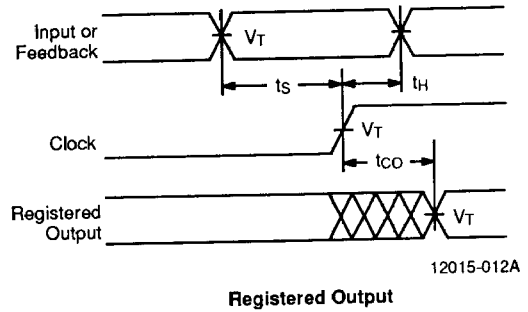 Input or
Feedback
VT
tS
tH
Clock
VT
tCO
Registered
Output
VT
12015-012A
Registered Output